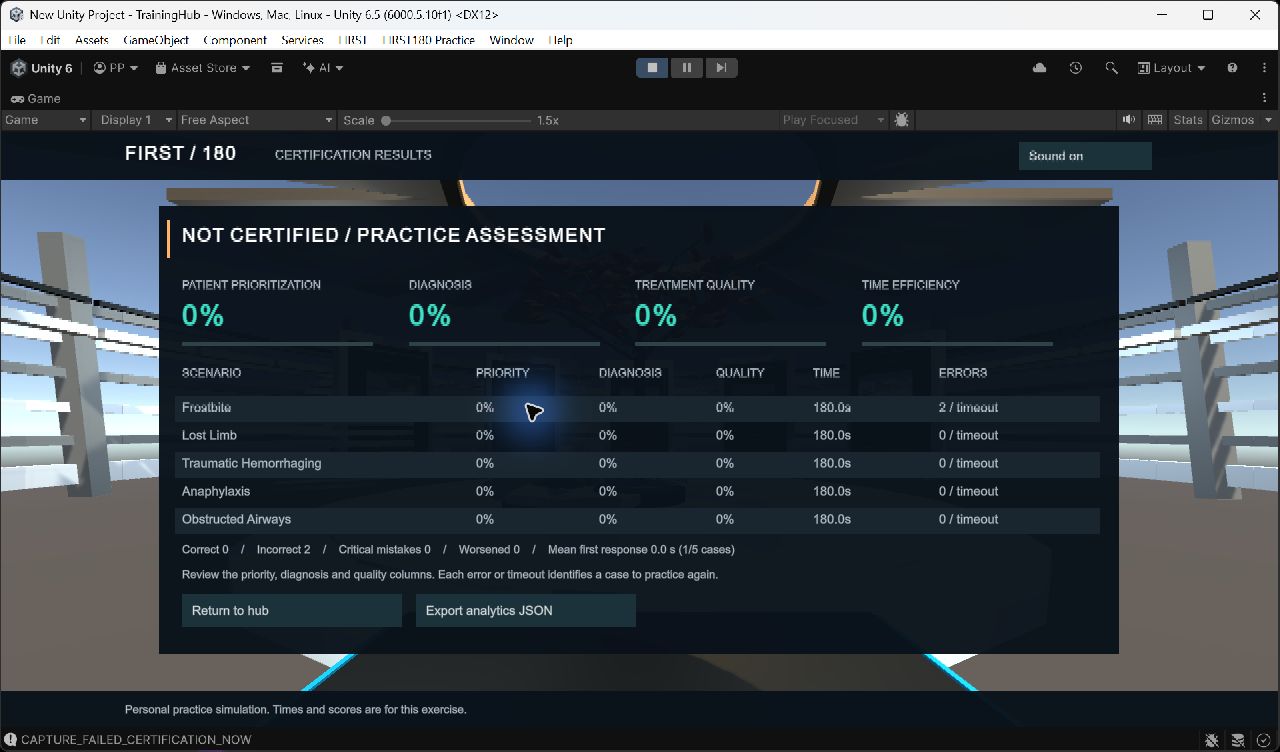 New Unity Project - TrainingHub - Windows, Mac, Linux - Unity 6.5 (6000.5.10f1) <DX12>
File Edit Assets GameObject Component Services FIRST FIRST180 Practice Window Help
Unity 6 PP Asset Store AI Layout
Game
Game Display 1 Free Aspect Scale 1.5x Play Focused Stats Gizmos
FIRST / 180 CERTIFICATION RESULTS Sound on
NOT CERTIFIED / PRACTICE ASSESSMENT
PATIENT PRIORITIZATION DIAGNOSIS TREATMENT QUALITY TIME EFFICIENCY
0% 0% 0% 0%
SCENARIO PRIORITY DIAGNOSIS QUALITY TIME ERRORS
Frostbite 0% 0% 0% 180.0s 2 / timeout
Lost Limb 0% 0% 0% 180.0s 0 / timeout
Traumatic Hemorrhaging 0% 0% 0% 180.0s 0 / timeout
Anaphylaxis 0% 0% 0% 180.0s 0 / timeout
Obstructed Airways 0% 0% 0% 180.0s 0 / timeout
Correct 0 / Incorrect 2 / Critical mistakes 0 / Worsened 0 / Mean first response 0.0 s (1/5 cases)
Review the priority, diagnosis and quality columns. Each error or timeout identifies a case to practice again.
Return to hub Export analytics JSON
Personal practice simulation. Times and scores are for this exercise.
CAPTURE_FAILED_CERTIFICATION_NOW